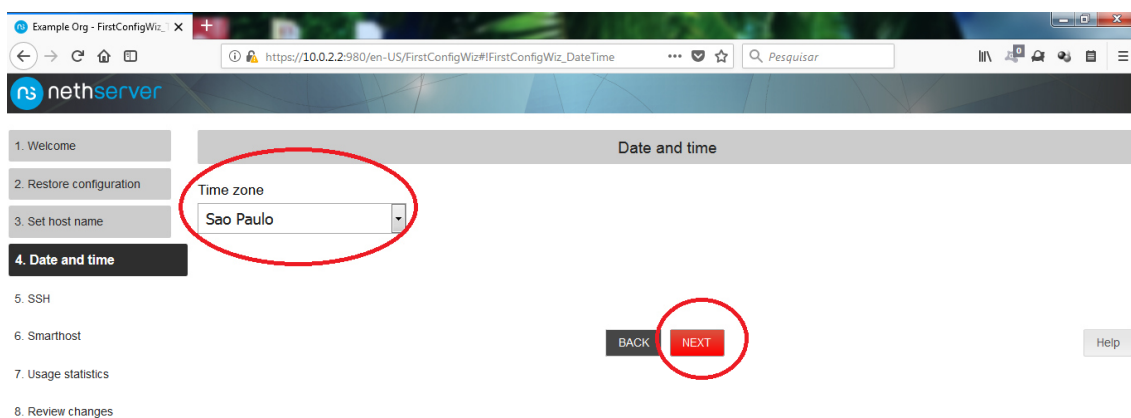 Example Org - FirstConfigWiz_
https://10.0.2.2:980/en-US/FirstConfigWiz#!FirstConfigWiz_DateTime
Pesquisar
nethserver
1. Welcome
Date and time
2. Restore configuration
Time zone
3. Set host name
Sao Paulo
4. Date and time
5. SSH
6. Smarthost
BACK
NEXT
Help
7. Usage statistics
8. Review changes